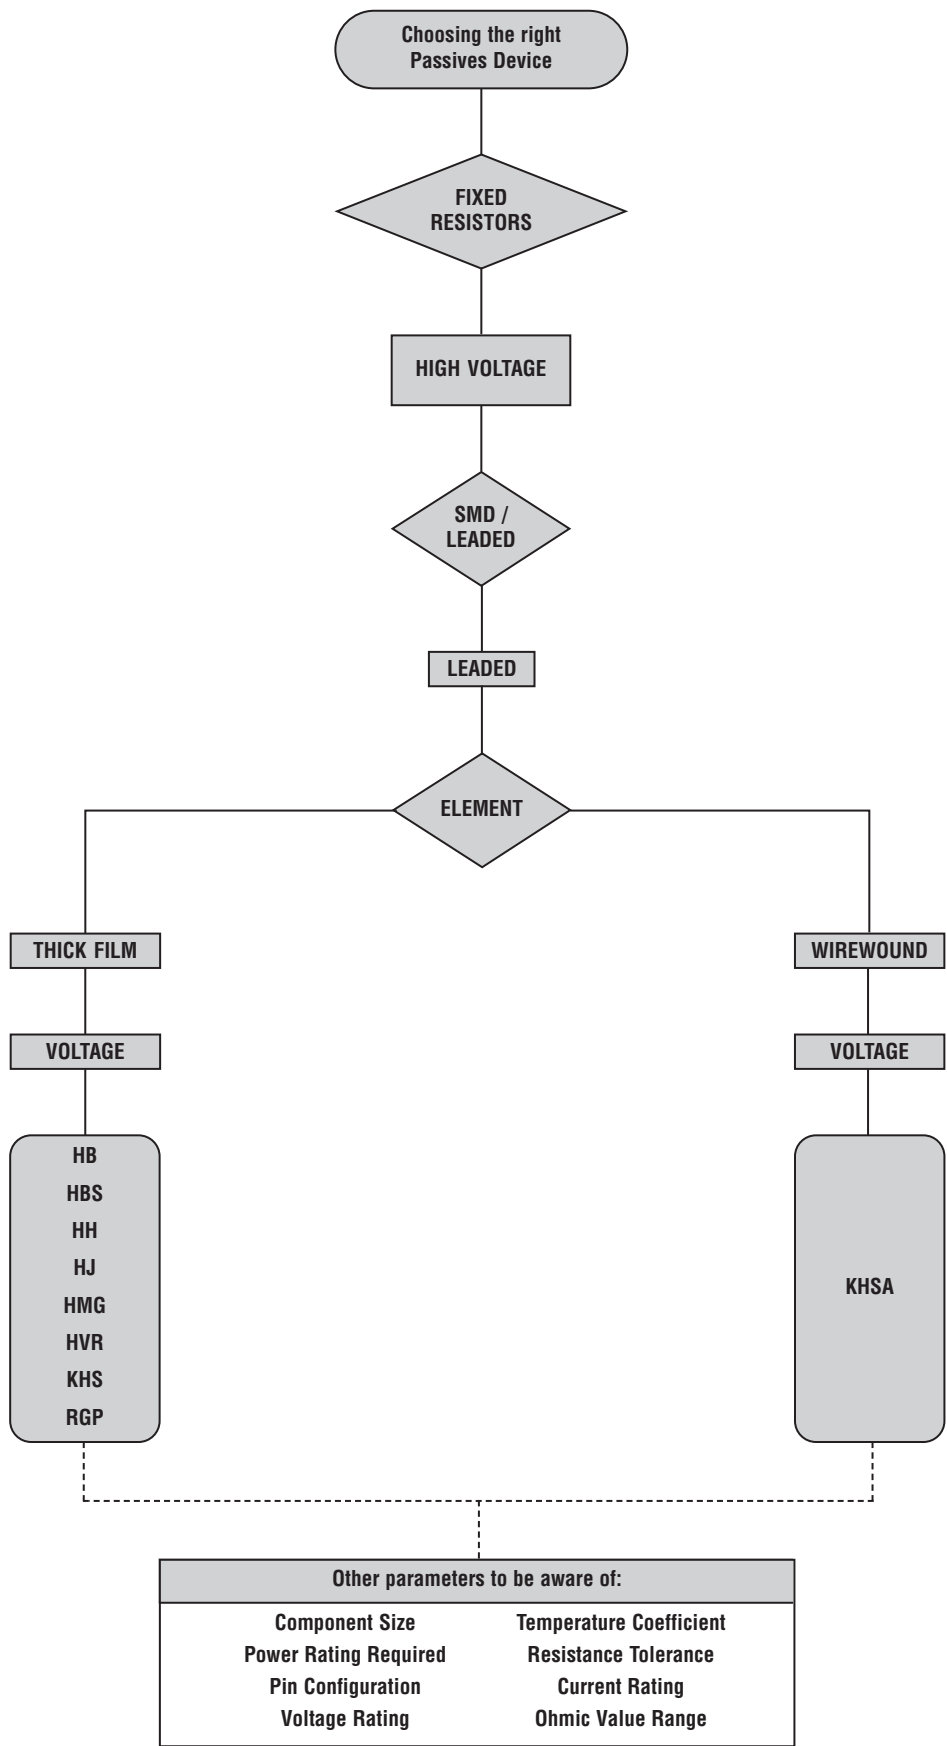 Choosing the right
Passives Device
FIXED
RESISTORS
HIGH VOLTAGE
SMD /
LEADED
LEADED
ELEMENT
THICK FILM
WIREWOUND
VOLTAGE
VOLTAGE
HB
HBS
HH
HJ
HMG
HVR
KHS
RGP
KHSA
Other parameters to be aware of:
Component Size
Power Rating Required
Pin Configuration
Voltage Rating
Temperature Coefficient
Resistance Tolerance
Current Rating
Ohmic Value Range